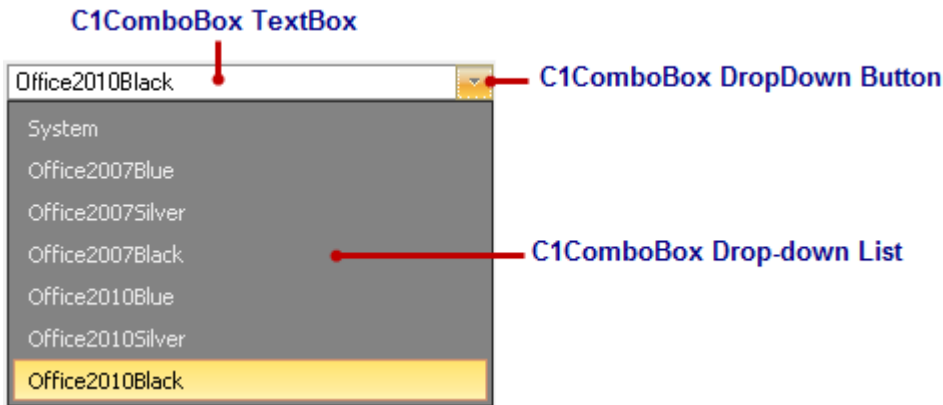 C1ComboBox TextBox
Office2010Black
C1ComboBox DropDown Button
System
Office2007Blue
Office2007Silver
Office2007Black
C1ComboBox Drop-down List
Office2010Blue
Office2010Silver
Office2010Black